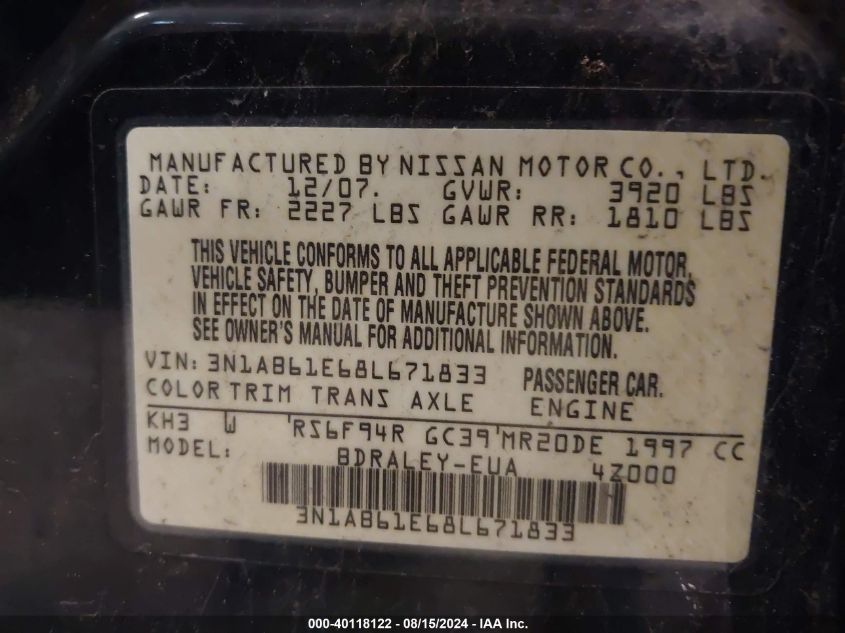 MANUFACTURED BY NISSAN MOTOR CO., LTD.
DATE: 12/07. GVWR: 3920 LBS
GAWR FR: 2227 LBS GAWR RR: 1810 LBS
THIS VEHICLE CONFORMS TO ALL APPLICABLE FEDERAL MOTOR
VEHICLE SAFETY, BUMPER AND THEFT PREVENTION STANDARDS
IN EFFECT ON THE DATE OF MANUFACTURE SHOWN ABOVE.
SEE OWNER'S MANUAL FOR ADDITIONAL INFORMATION.
VIN: 3N1AB61E68L671833 PASSENGER CAR.
COLOR TRIM TRANS AXLE ENGINE
KH3 W RS6F94R GC39 MR20DE 1997 CC
MODEL: BDRALEY-EUA 4Z000
3N1AB61E68L671833
000-40118122 - 08/15/2024 - IAA Inc.